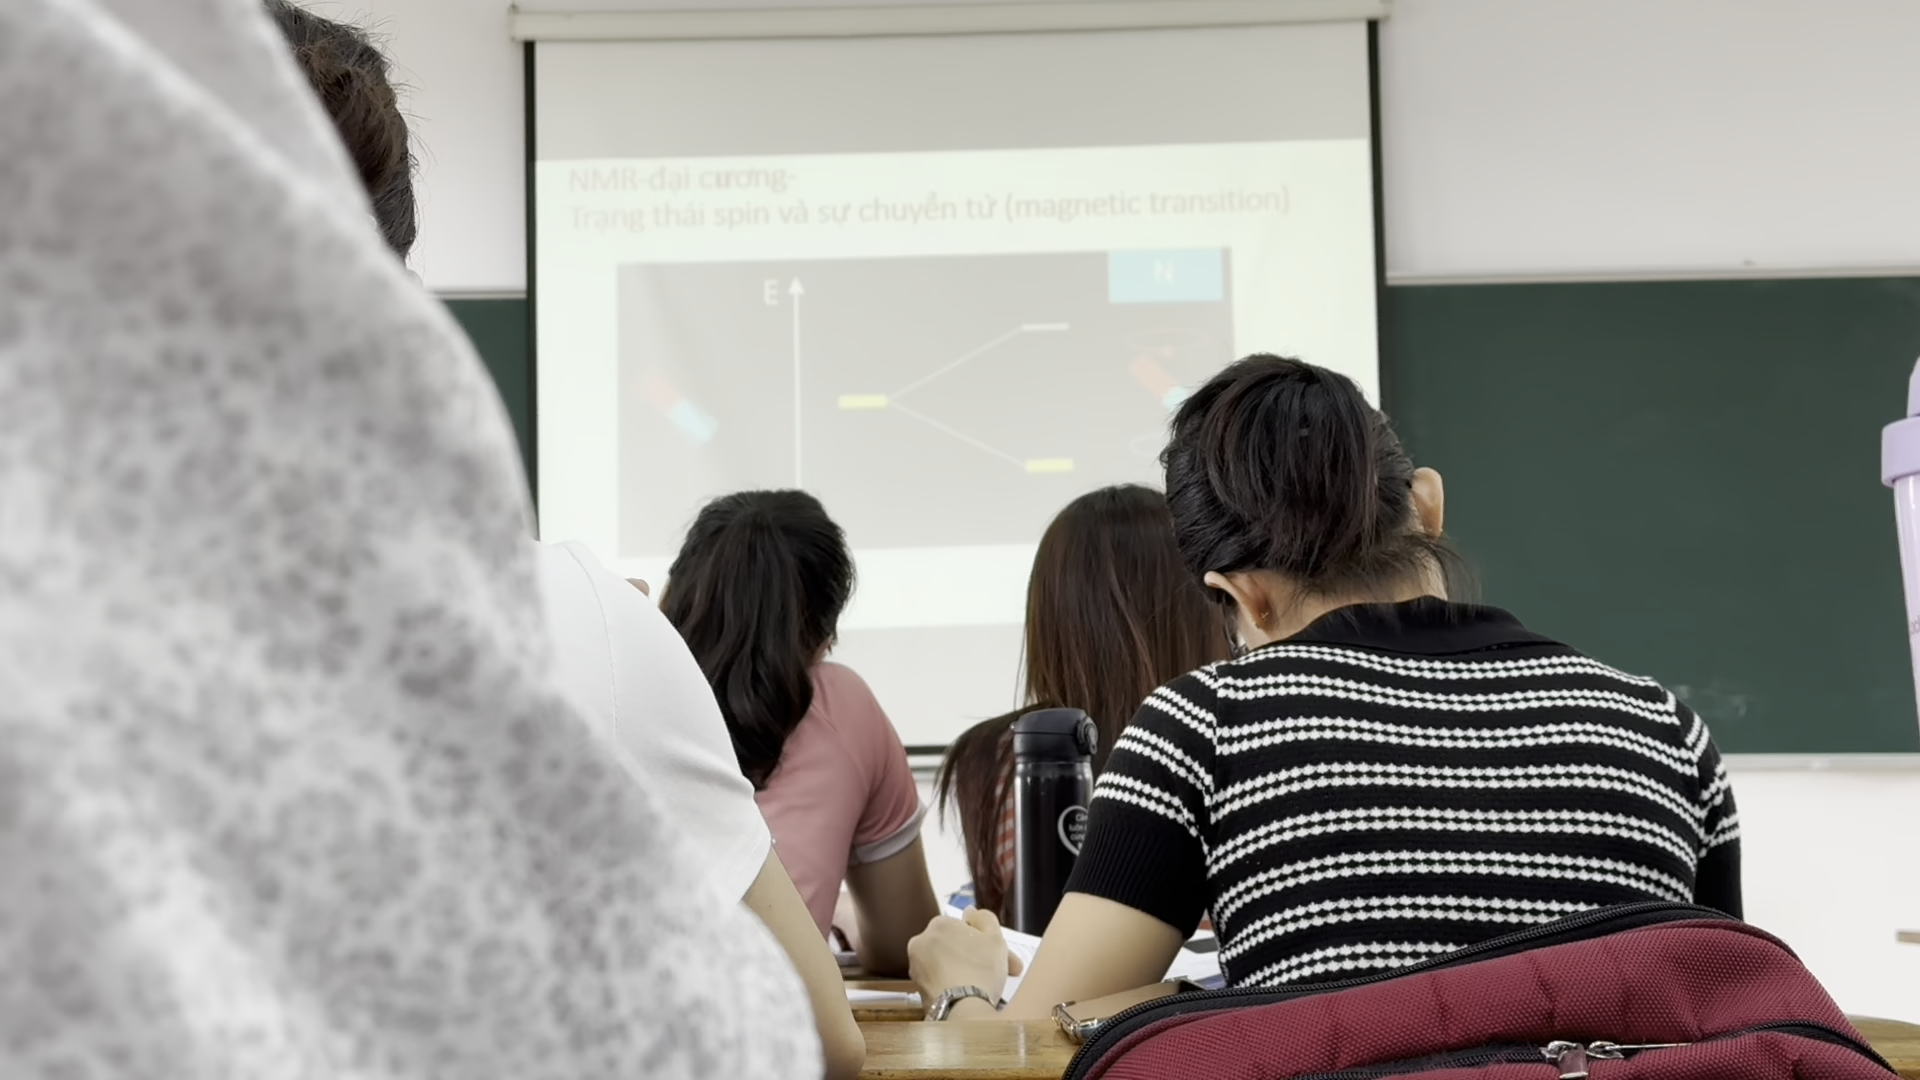 NMR-đại cương-
Trạng thái spin và sự chuyển từ (magnetic transition)
E
N